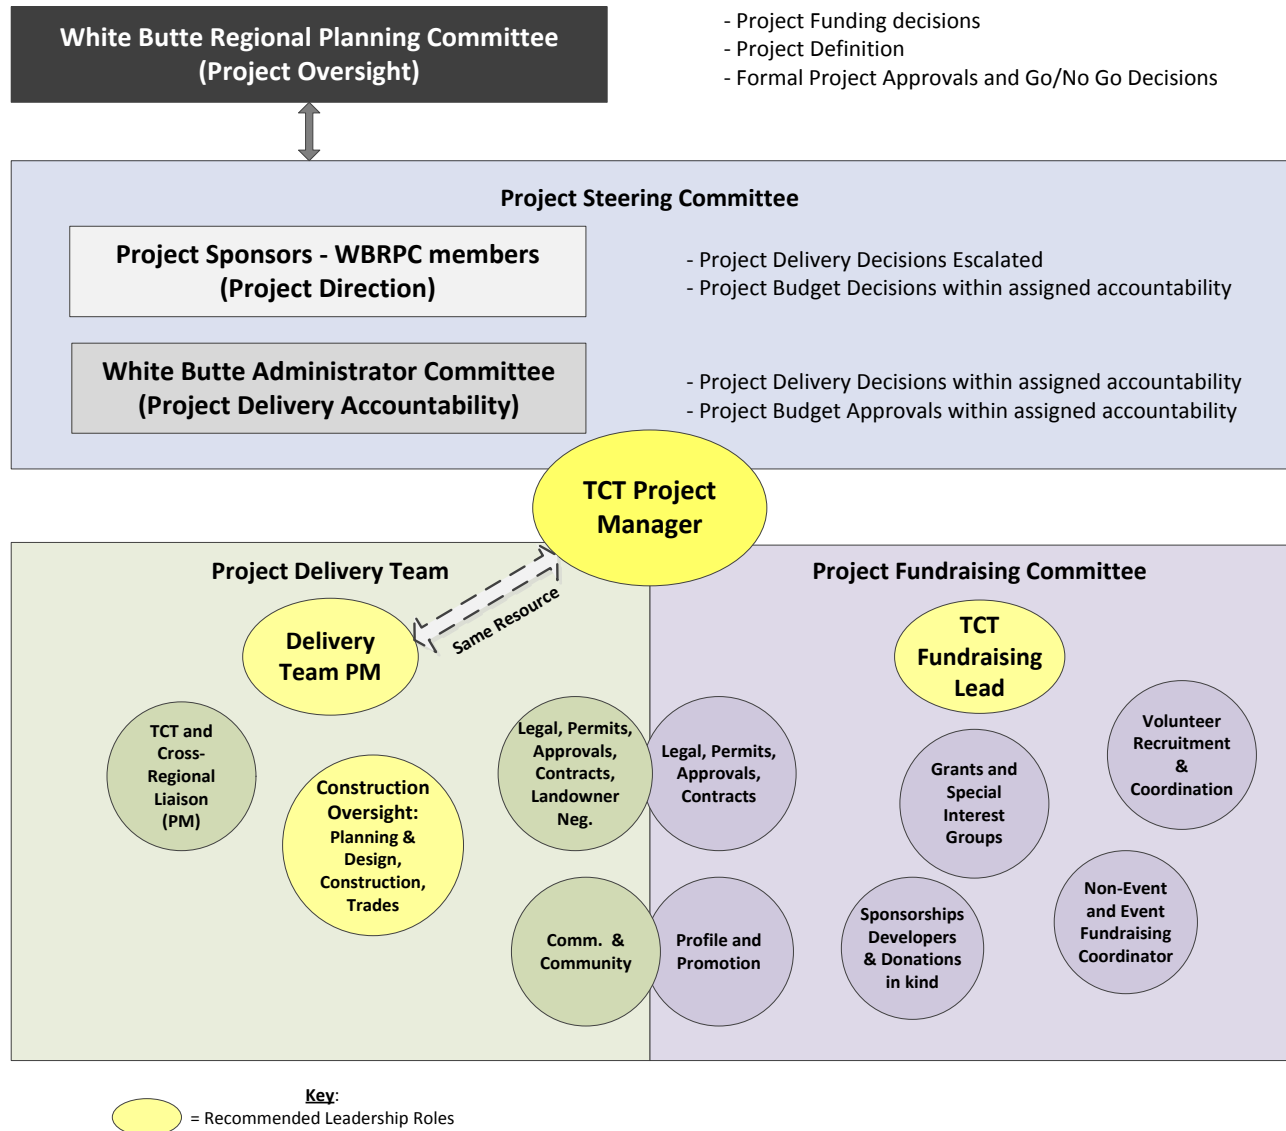 White Butte Regional Planning Committee
(Project Oversight)
- Project Funding decisions
- Project Definition
- Formal Project Approvals and Go/No Go Decisions
Project Steering Committee
Project Sponsors - WBRPC members
(Project Direction)
- Project Delivery Decisions Escalated
- Project Budget Decisions within assigned accountability
White Butte Administrator Committee
(Project Delivery Accountability)
- Project Delivery Decisions within assigned accountability
- Project Budget Approvals within assigned accountability
TCT Project
Manager
Project Delivery Team
Same Resource
Delivery
Team PM
TCT and
Cross-
Regional
Liaison
(PM)
Construction
Oversight:
Planning &
Design,
Construction,
Trades
Legal, Permits,
Approvals,
Contracts,
Landowner
Neg.
Comm. &
Community
Project Fundraising Committee
TCT
Fundraising
Lead
Legal, Permits,
Approvals,
Contracts
Profile and
Promotion
Grants and
Special
Interest
Groups
Volunteer
Recruitment
&
Coordination
Sponsorships
Developers
& Donations
in kind
Non-Event
and Event
Fundraising
Coordinator
Key:
= Recommended Leadership Roles